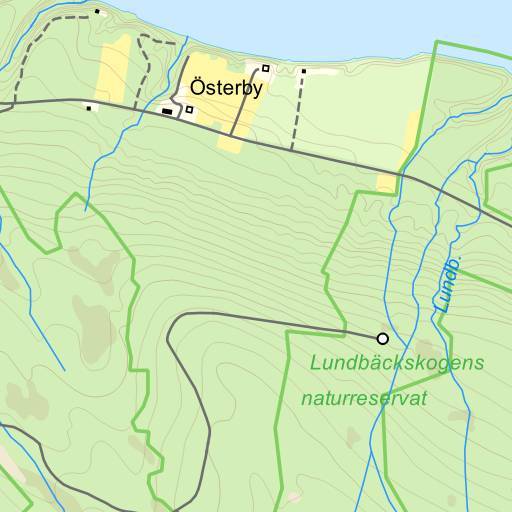 Österby
Lundb.
Lundbäckskogens
naturreservat